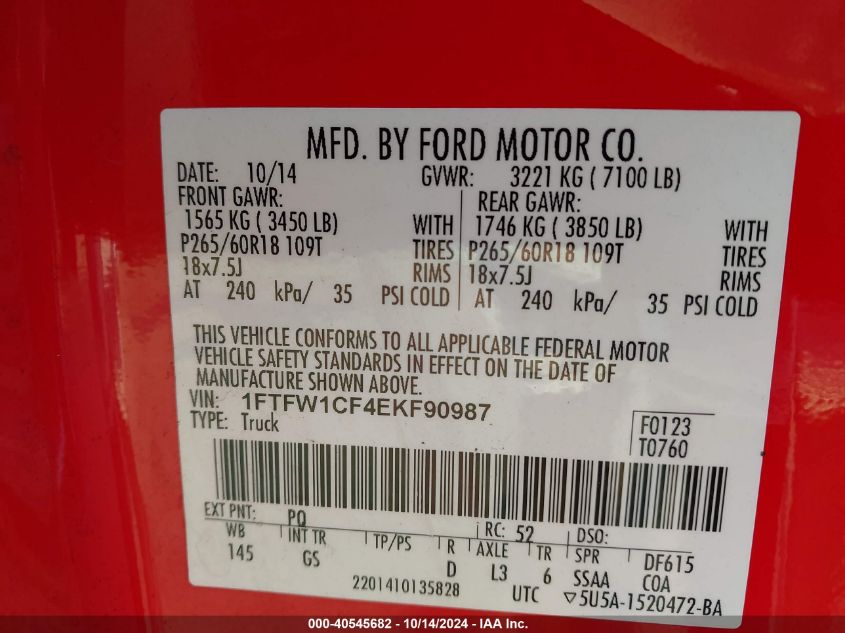 MFD. BY FORD MOTOR CO.
DATE: 10/14 GVWR: 3221 KG ( 7100 LB)
FRONT GAWR: REAR GAWR:
1565 KG ( 3450 LB) WITH 1746 KG ( 3850 LB) WITH
P265/60R18 109T TIRES P265/60R18 109T TIRES
18x7.5J RIMS 18x7.5J RIMS
AT 240 kPa/ 35 PSI COLD AT 240 kPa/ 35 PSI COLD
THIS VEHICLE CONFORMS TO ALL APPLICABLE FEDERAL MOTOR
VEHICLE SAFETY STANDARDS IN EFFECT ON THE DATE OF
MANUFACTURE SHOWN ABOVE.
VIN: 1FTFW1CF4EKF90987
TYPE: Truck
F0123
T0760
EXT PNT: PQ RC: 52 DSO:
WB INT TR TP/PS R AXLE TR SPR DF615
145 GS D L3 6 SSAA COA
2201410135828 UTC ▽5U5A-1520472-BA
000-40545682 - 10/14/2024 - IAA Inc.